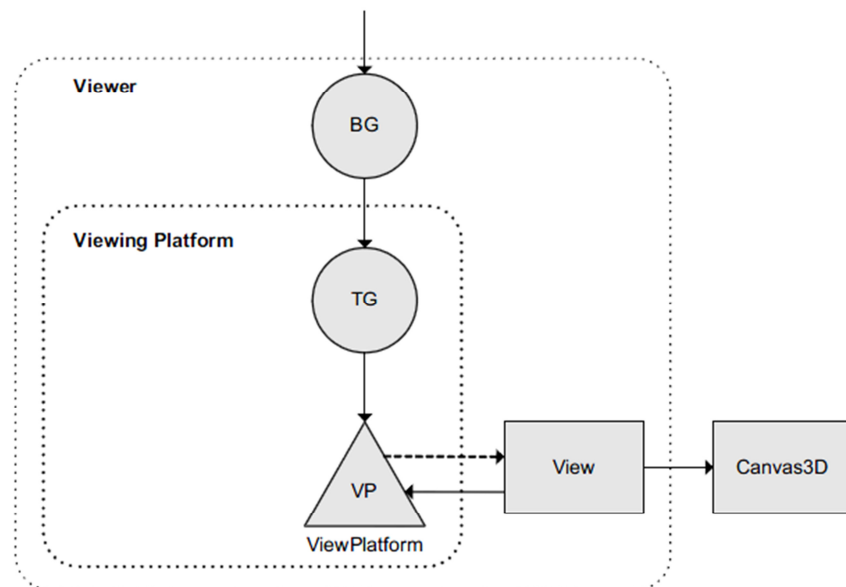 Viewer
BG
Viewing Platform
TG
VP
View
Canvas3D
ViewPlatform